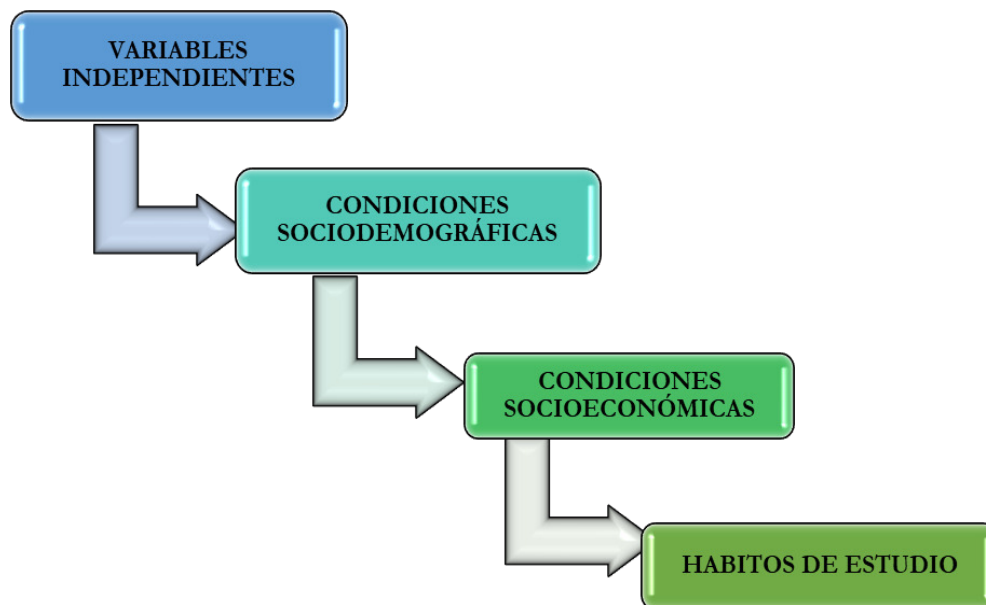 VARIABLES
INDEPENDIENTES
CONDICIONES
SOCIODEMOGRÁFICAS
CONDICIONES
SOCIOECONÓMICAS
HABITOS DE ESTUDIO